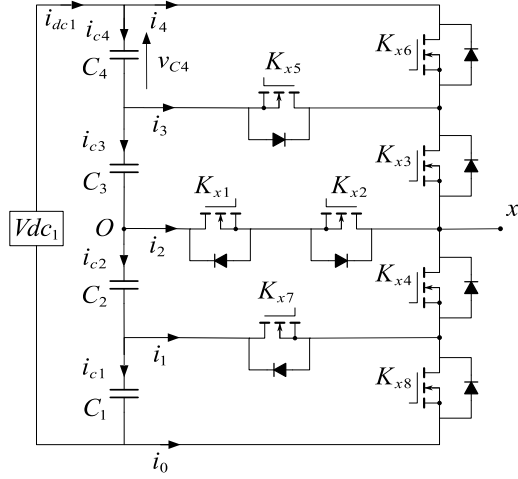 i_dc1 i_c4 i_4
C_4 v_C4 K_x6
K_x5
i_c3 i_3
C_3 K_x3
K_x1 K_x2 x
Vdc_1 O i_2
i_c2
C_2 K_x7 K_x4
i_c1 i_1
C_1 K_x8
i_0